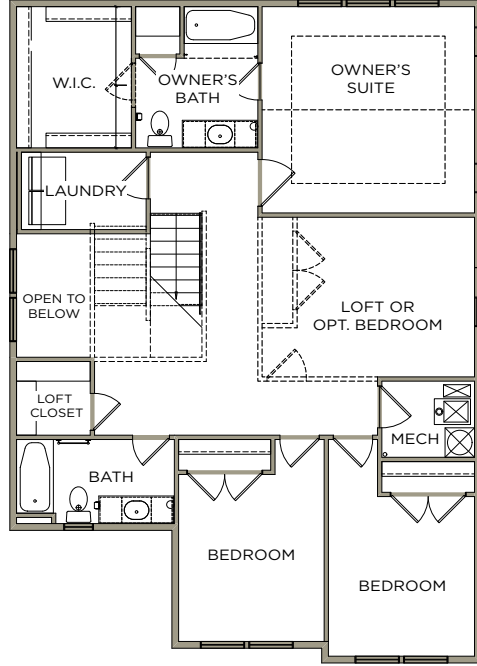 W.I.C.
OWNER'S
BATH
OWNER'S
SUITE
LAUNDRY
OPEN TO
BELOW
LOFT OR
OPT. BEDROOM
LOFT
CLOSET
MECH
BATH
BEDROOM
BEDROOM